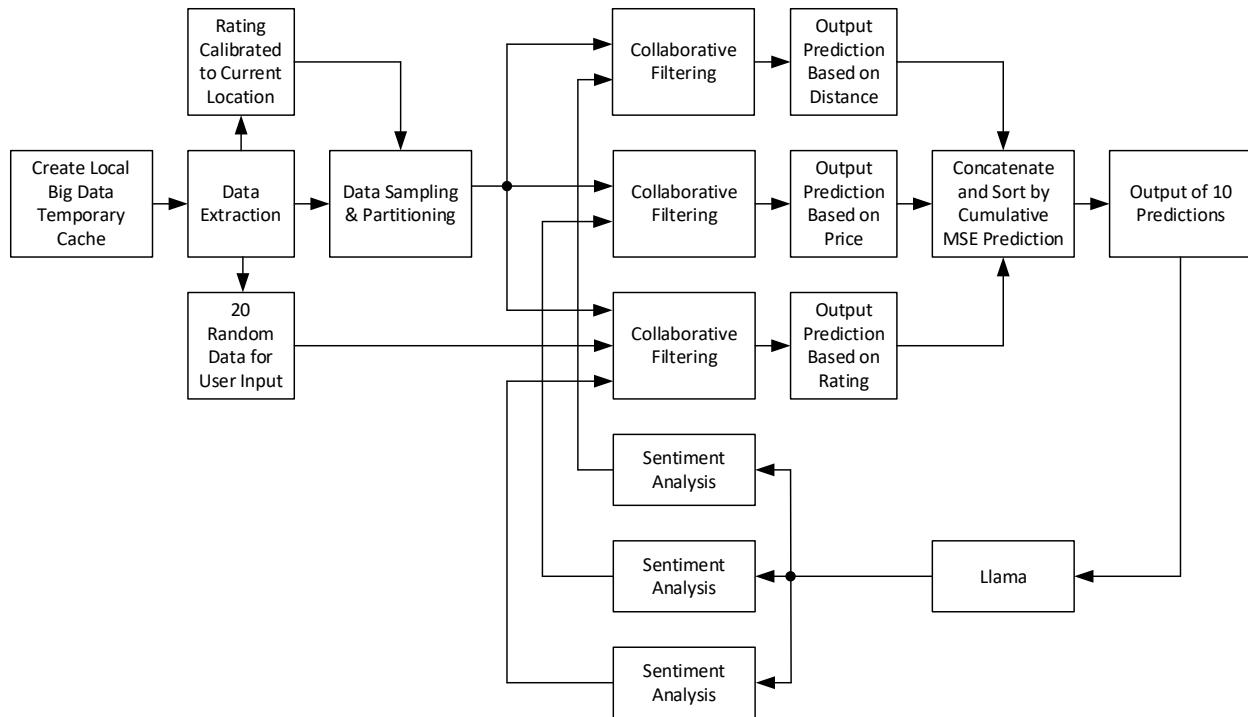 Rating
Calibrated
to Current
Location
Collaborative
Filtering
Output
Prediction
Based on
Distance
Create Local
Big Data
Temporary
Cache
Data
Extraction
Data Sampling
& Partitioning
Collaborative
Filtering
Output
Prediction
Based on
Price
Concatenate
and Sort by
Cumulative
MSE Prediction
Output of 10
Predictions
20
Random
Data for
User Input
Collaborative
Filtering
Output
Prediction
Based on
Rating
Sentiment
Analysis
Sentiment
Analysis
Llama
Sentiment
Analysis